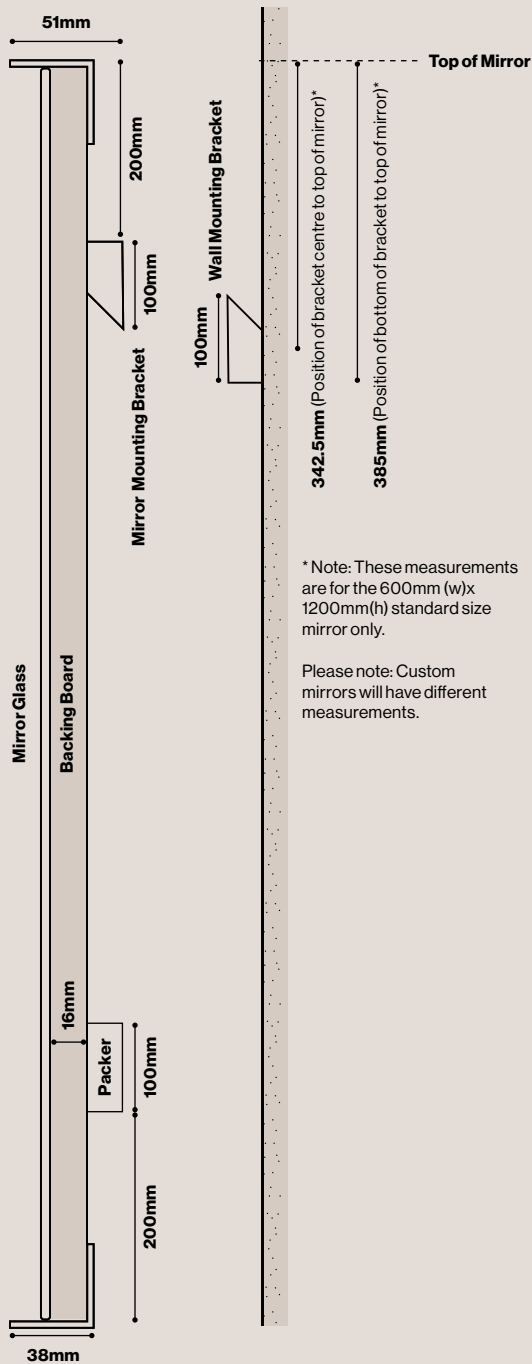 51mm
Top of Mirror
200mm
100mm
Mirror Mounting Bracket
Wall Mounting Bracket
100mm
342.5mm (Position of bracket centre to top of mirror)*
385mm (Position of bottom of bracket to top of mirror)*
* Note: These measurements
are for the 600mm (w)x
1200mm(h) standard size
mirror only.
Please note: Custom
mirrors will have different
measurements.
Mirror Glass
Backing Board
16mm
Packer
100mm
200mm
38mm